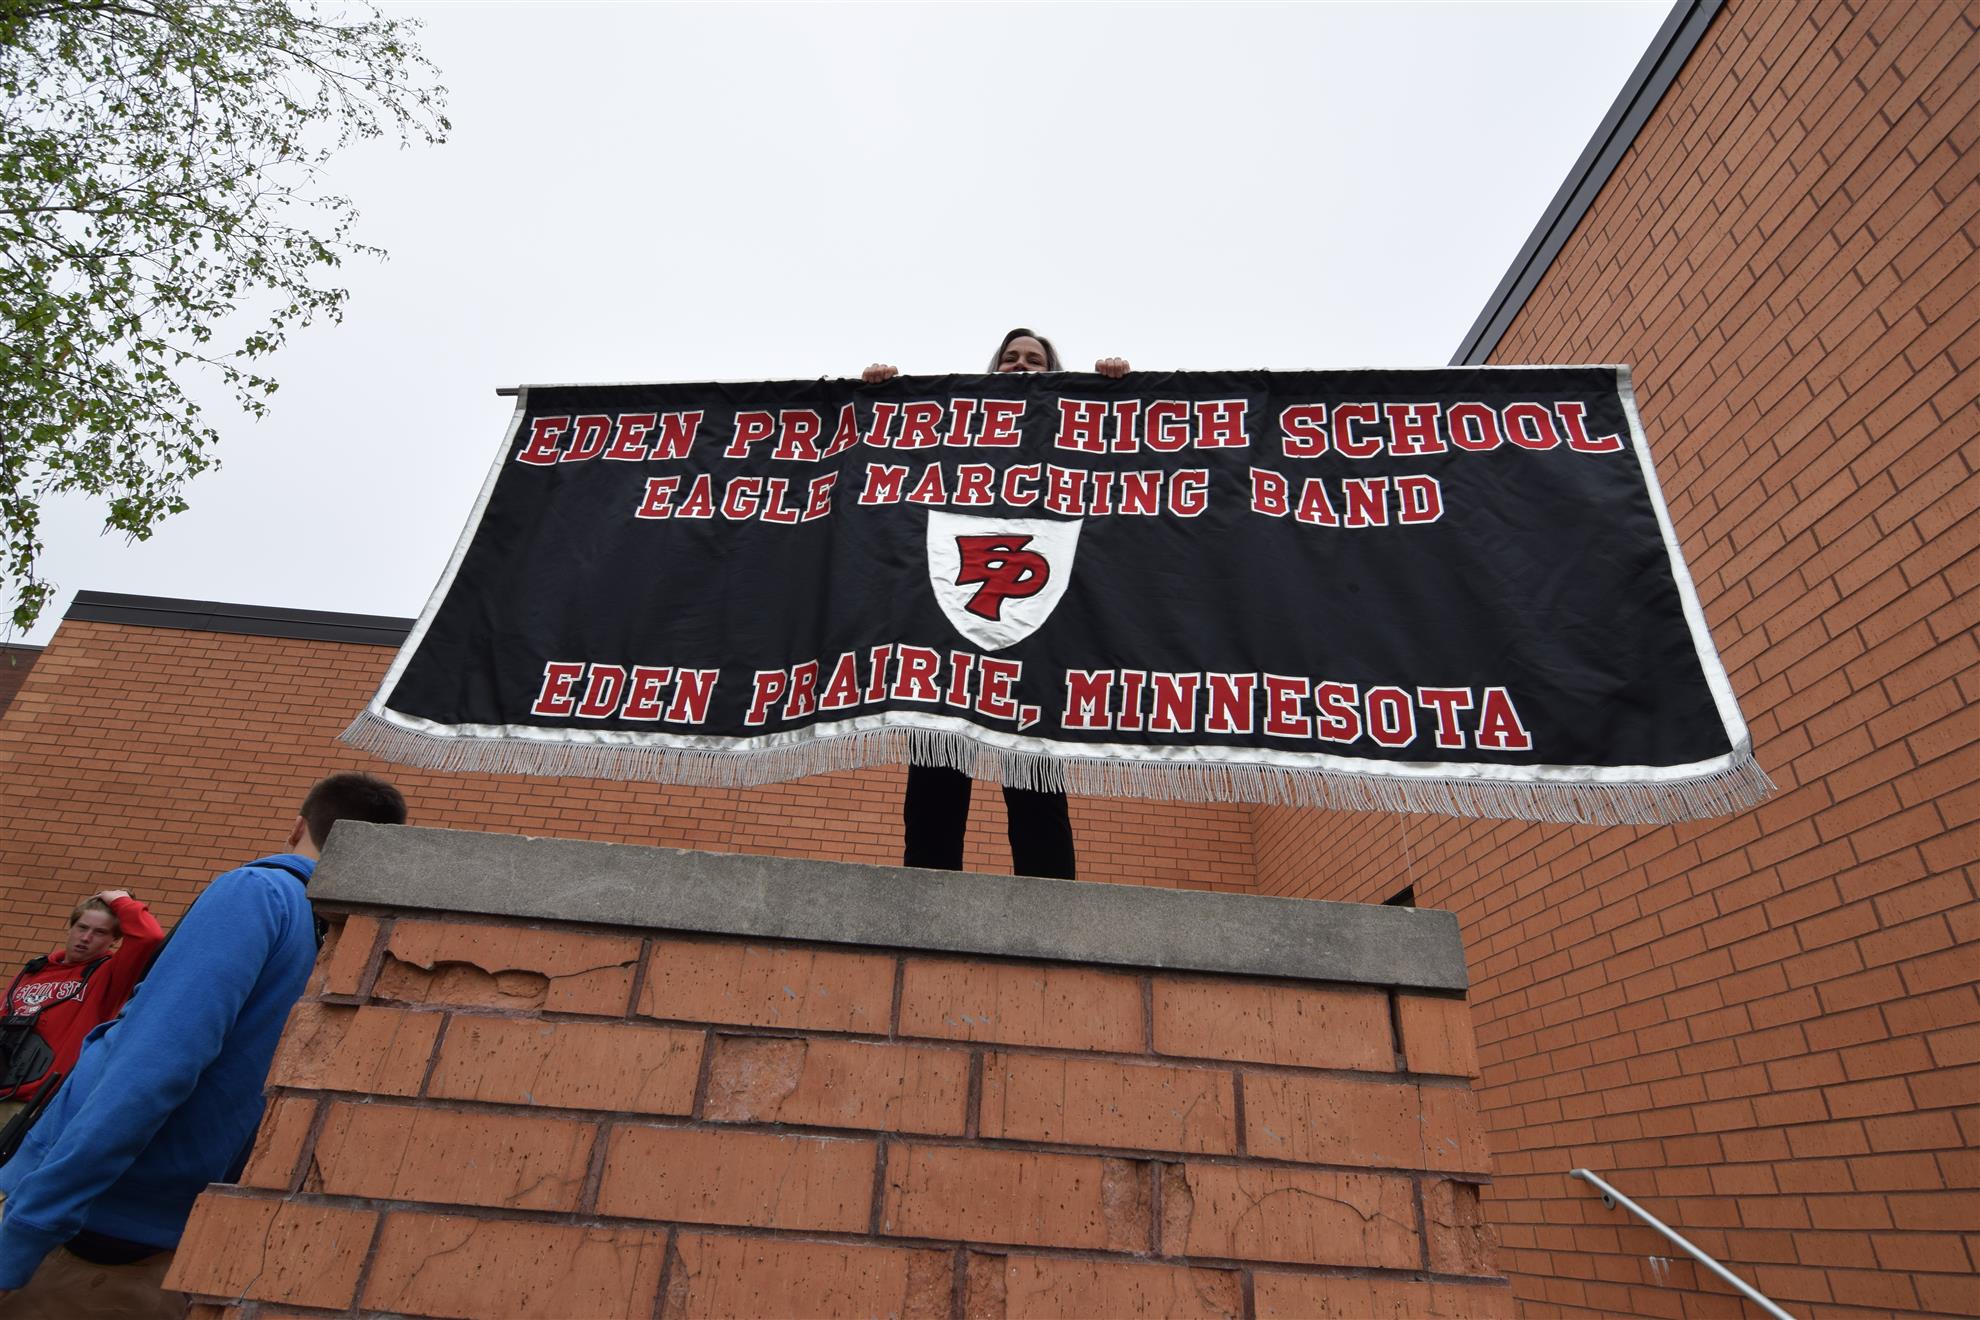 EDEN PRAIRIE HIGH SCHOOL
EAGLE MARCHING BAND
EP
EDEN PRAIRIE, MINNESOTA